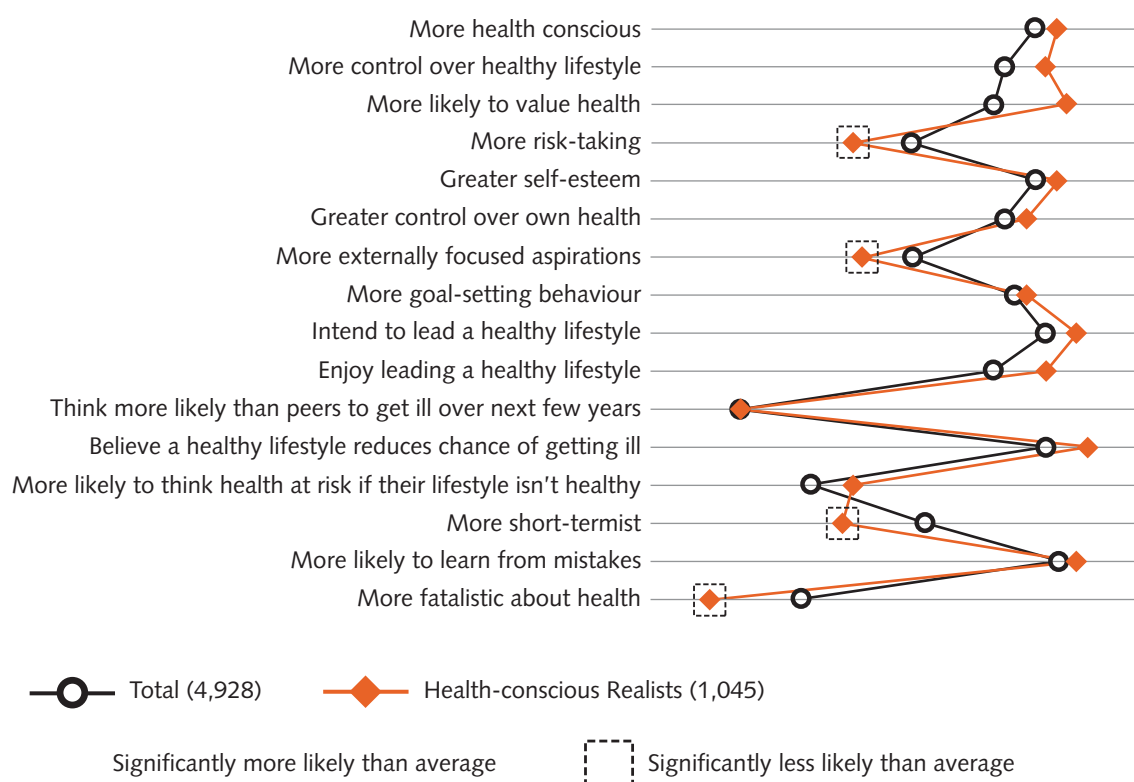 More health conscious
More control over healthy lifestyle
More likely to value health
More risk-taking
Greater self-esteem
Greater control over own health
More externally focused aspirations
More goal-setting behaviour
Intend to lead a healthy lifestyle
Enjoy leading a healthy lifestyle
Think more likely than peers to get ill over next few years
Believe a healthy lifestyle reduces chance of getting ill
More likely to think health at risk if their lifestyle isn't healthy
More short-termist
More likely to learn from mistakes
More fatalistic about health
Total (4,928) Health-conscious Realists (1,045)
Significantly more likely than average Significantly less likely than average